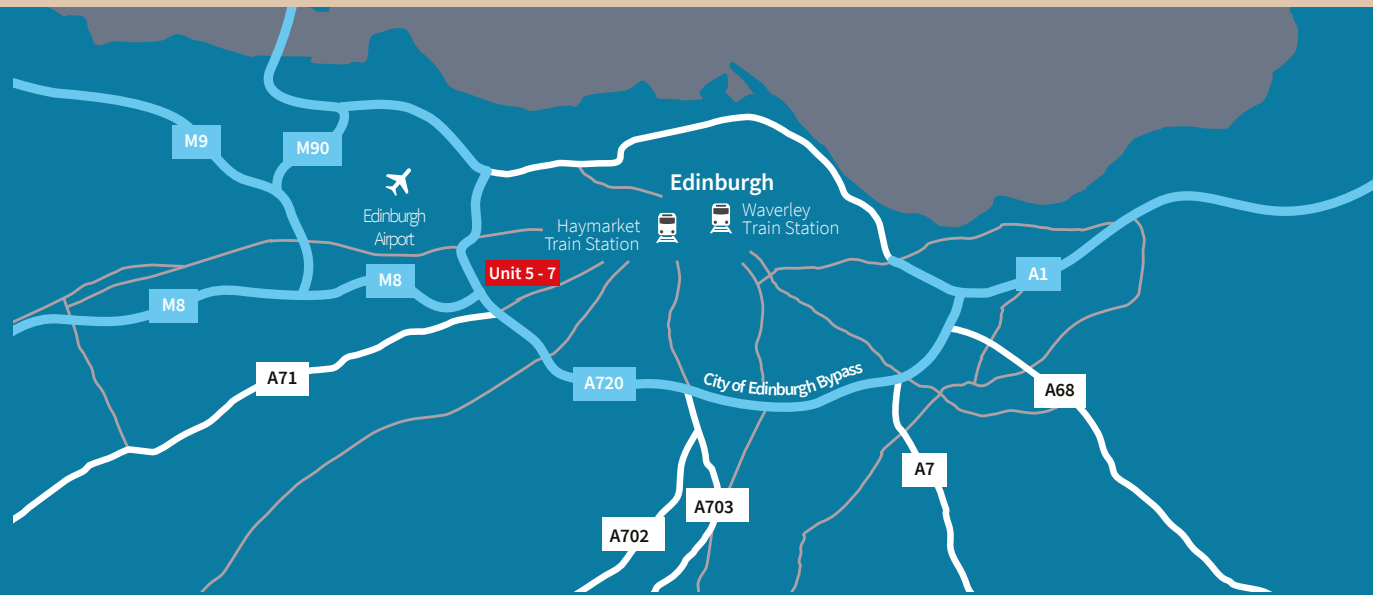 M9
M90
Edinburgh
Waverley
Train Station
Edinburgh
Airport
Haymarket
Train Station
Unit 5 - 7
M8
A1
M8
A71
A720
City of Edinburgh Bypass
A68
A7
A703
A702